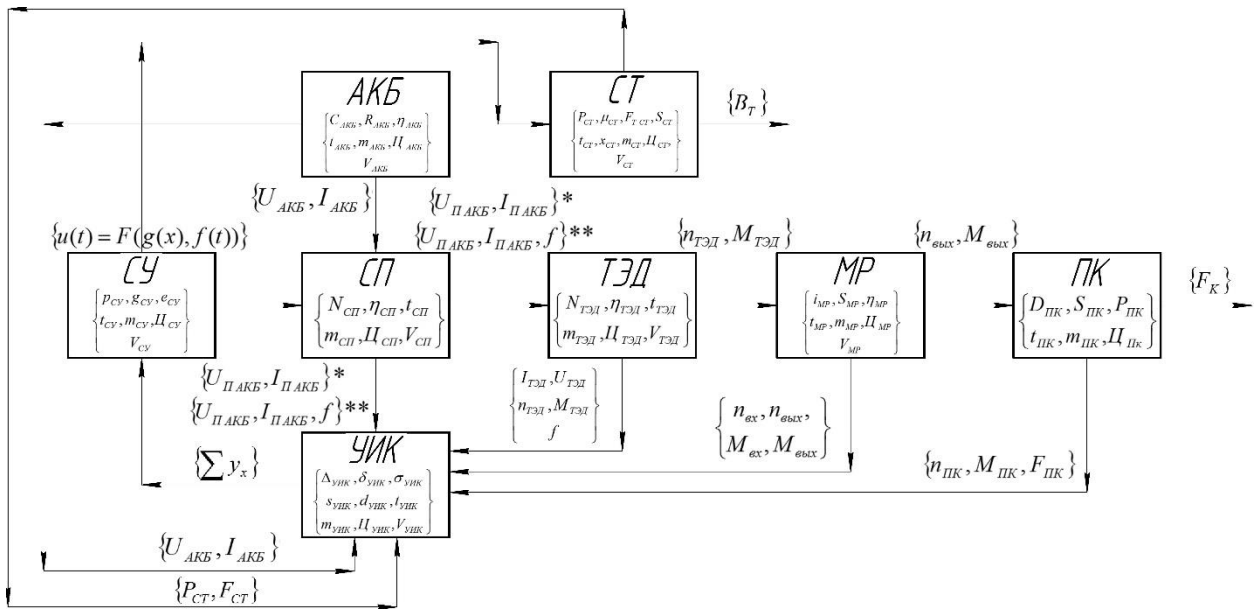 АКБ
{C_АКБ, R_АКБ, η_АКБ
t_АКБ, m_АКБ, Ц_АКБ
V_АКБ}
СТ
{P_СТ, μ_СТ, F_Т СТ, S_СТ
t_СТ, x_СТ, m_СТ, Ц_СТ,
V_СТ}
{B_T}
{U_АКБ, I_АКБ}
{U_П АКБ, I_П АКБ}*
{U_П АКБ, I_П АКБ, f}**
{n_ТЭД, M_ТЭД}
{n_вых, M_вых}
{u(t) = F(g(x), f(t))}
СУ
{p_СУ, g_СУ, e_СУ
t_СУ, m_СУ, Ц_СУ
V_СУ}
СП
{N_СП, η_СП, t_СП
m_СП, Ц_СП, V_СП}
ТЭД
{N_ТЭД, η_ТЭД, t_ТЭД
m_ТЭД, Ц_ТЭД, V_ТЭД}
МР
{i_МР, S_МР, η_МР
t_МР, m_МР, Ц_МР
V_МР}
ПК
{D_ПК, S_ПК, P_ПК
t_ПК, m_ПК, Ц_Пк}
{F_K}
{U_П АКБ, I_П АКБ}*
{U_П АКБ, I_П АКБ, f}**
{I_ТЭД, U_ТЭД
n_ТЭД, M_ТЭД
f}
{n_вх, n_вых,
M_вх, M_вых}
{n_ПК, M_ПК, F_ПК}
{∑ y_x}
УИК
{Δ_УИК, δ_УИК, σ_УИК
s_УИК, d_УИК, t_УИК
m_УИК, Ц_УИК, V_УИК}
{U_АКБ, I_АКБ}
{P_СТ, F_СТ}